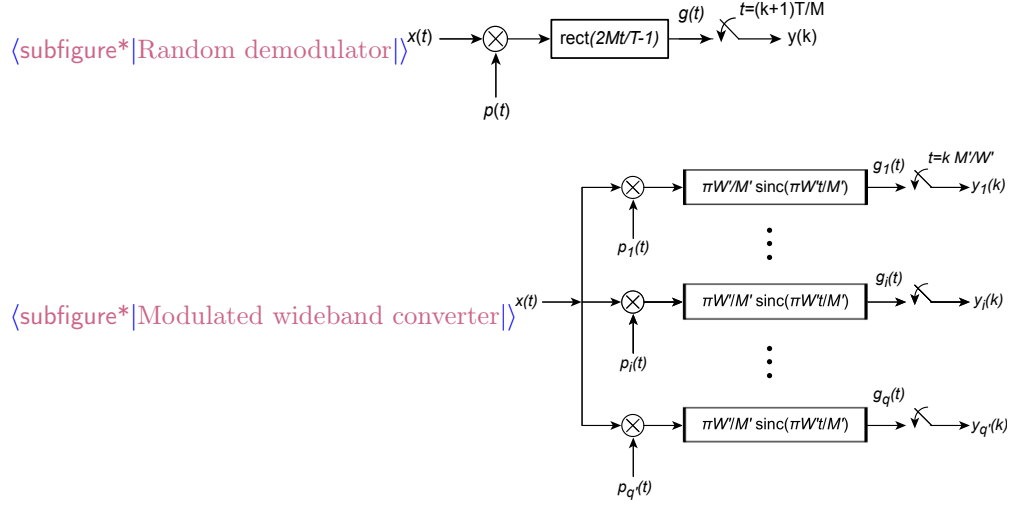 ⟨subfigure*|Random demodulator|⟩
x(t)
p(t)
rect(2Mt/T-1)
g(t)
t=(k+1)T/M
y(k)
⟨subfigure*|Modulated wideband converter|⟩
x(t)
p1(t)
πW'/M' sinc(πW't/M')
g1(t)
t=k M'/W'
y1(k)
pi(t)
πW'/M' sinc(πW't/M')
gi(t)
yi(k)
pq'(t)
πW'/M' sinc(πW't/M')
gq(t)
yq'(k)